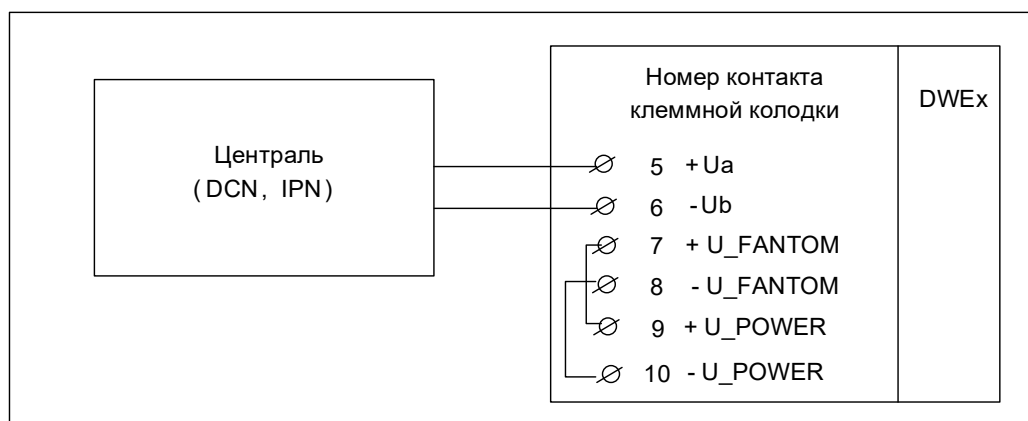 Централь
(DCN, IPN)
Номер контакта
клеммной колодки
DWEx
5 +Ua
6 -Ub
7 + U_FANTOM
8 - U_FANTOM
9 + U_POWER
10 - U_POWER